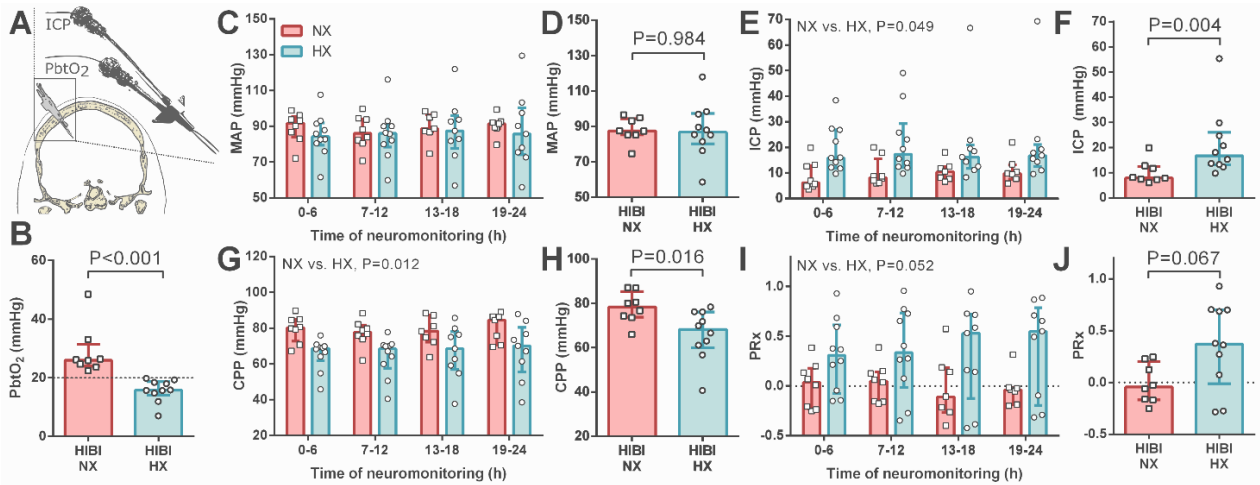 A
ICP
PbtO2
B
P<0.001
PbtO2 (mmHg)
60
40
20
0
HIBI
NX
HIBI
HX
C
NX
HX
MAP (mmHg)
150
130
110
90
70
50
0-6
7-12
13-18
19-24
Time of neuromonitoring (h)
D
P=0.984
MAP (mmHg)
150
130
110
90
70
50
HIBI
NX
HIBI
HX
E
NX vs. HX, P=0.049
ICP (mmHg)
70
60
50
40
30
20
10
0
0-6
7-12
13-18
19-24
Time of neuromonitoring (h)
F
P=0.004
ICP (mmHg)
70
60
50
40
30
20
10
0
HIBI
NX
HIBI
HX
G
NX vs. HX, P=0.012
CPP (mmHg)
120
100
80
60
40
20
0-6
7-12
13-18
19-24
Time of neuromonitoring (h)
H
P=0.016
CPP (mmHg)
100
80
60
40
20
HIBI
NX
HIBI
HX
I
NX vs. HX, P=0.052
PRx
1.0
0.5
0.0
-0.5
0-6
7-12
13-18
19-24
Time of neuromonitoring (h)
J
P=0.067
PRx
1.0
0.5
0.0
-0.5
HIBI
NX
HIBI
HX